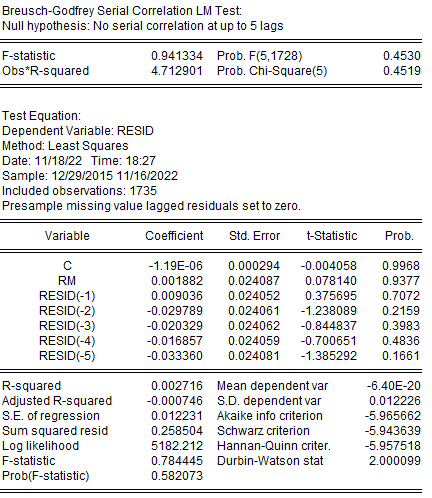 Breusch-Godfrey Serial Correlation LM Test:
Null hypothesis: No serial correlation at up to 5 lags
F-statistic 0.941334 Prob. F(5,1728) 0.4530
Obs*R-squared 4.712901 Prob. Chi-Square(5) 0.4519
Test Equation:
Dependent Variable: RESID
Method: Least Squares
Date: 11/18/22 Time: 18:27
Sample: 12/29/2015 11/16/2022
Included observations: 1735
Presample missing value lagged residuals set to zero.
Variable Coefficient Std. Error t-Statistic Prob.
C -1.19E-06 0.000294 -0.004058 0.9968
RM 0.001882 0.024087 0.078140 0.9377
RESID(-1) 0.009036 0.024052 0.375695 0.7072
RESID(-2) -0.029789 0.024061 -1.238089 0.2159
RESID(-3) -0.020329 0.024062 -0.844837 0.3983
RESID(-4) -0.016857 0.024059 -0.700651 0.4836
RESID(-5) -0.033360 0.024081 -1.385292 0.1661
R-squared 0.002716 Mean dependent var -6.40E-20
Adjusted R-squared -0.000746 S.D. dependent var 0.012226
S.E. of regression 0.012231 Akaike info criterion -5.965662
Sum squared resid 0.258504 Schwarz criterion -5.943639
Log likelihood 5182.212 Hannan-Quinn criter. -5.957518
F-statistic 0.784445 Durbin-Watson stat 2.000099
Prob(F-statistic) 0.582073